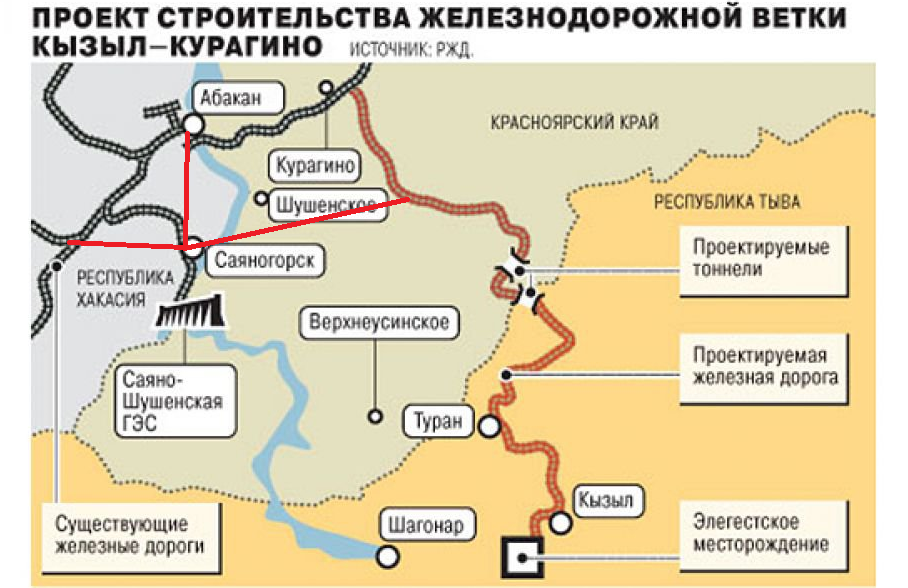 ПРОЕКТ СТРОИТЕЛЬСТВА ЖЕЛЕЗНОДОРОЖНОЙ ВЕТКИ
КЫЗЫЛ–КУРАГИНО ИСТОЧНИК: РЖД.
Абакан
КРАСНОЯРСКИЙ КРАЙ
Курагино
Шушенское
РЕСПУБЛИКА ТЫВА
Саяногорск
Проектируемые
тоннели
РЕСПУБЛИКА
ХАКАСИЯ
Верхнеусинское
Проектируемая
железная дорога
Саяно-
Шушенская
ГЭС
Туран
Кызыл
Существующие
железные дороги
Шагонар
Элегестское
месторождение